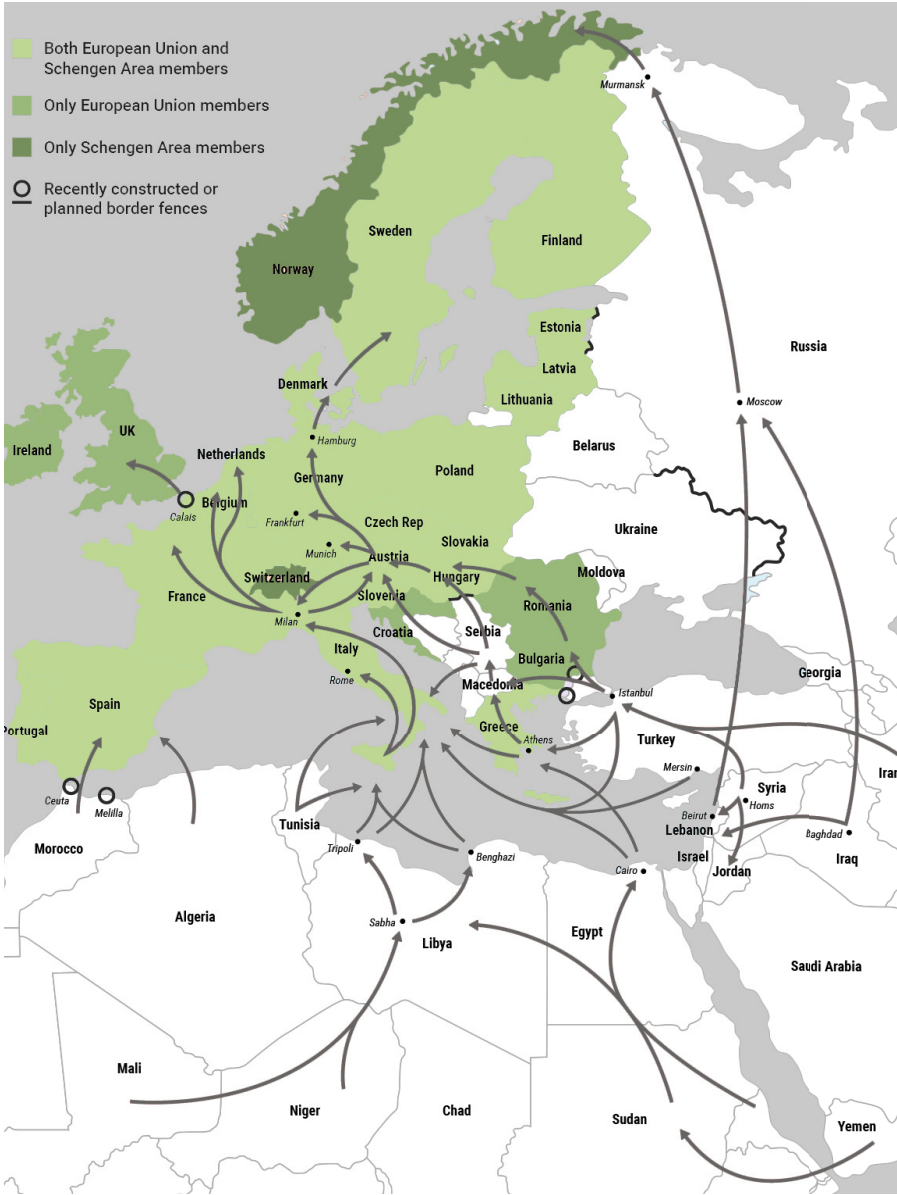 Both European Union and
Schengen Area members
Only European Union members
Only Schengen Area members
Recently constructed or
planned border fences
Murmansk
Sweden
Finland
Norway
Estonia
Russia
Latvia
Denmark
Lithuania
Moscow
UK
Hamburg
Ireland
Netherlands
Belarus
Germany
Poland
Belgium
Calais
Frankfurt
Czech Rep
Ukraine
Slovakia
Munich
Austria
Switzerland
Hungary
Moldova
France
Slovenia
Romania
Milan
Croatia
Serbia
Italy
Bulgaria
Georgia
Rome
Macedonia
Istanbul
Spain
Portugal
Greece
Athens
Turkey
Mersin
Iran
Syria
Homs
Ceuta
Melilla
Beirut
Tunisia
Lebanon
Baghdad
Morocco
Tripoli
Benghazi
Israel
Iraq
Cairo
Jordan
Algeria
Sabha
Libya
Egypt
Saudi Arabia
Mali
Niger
Chad
Sudan
Yemen